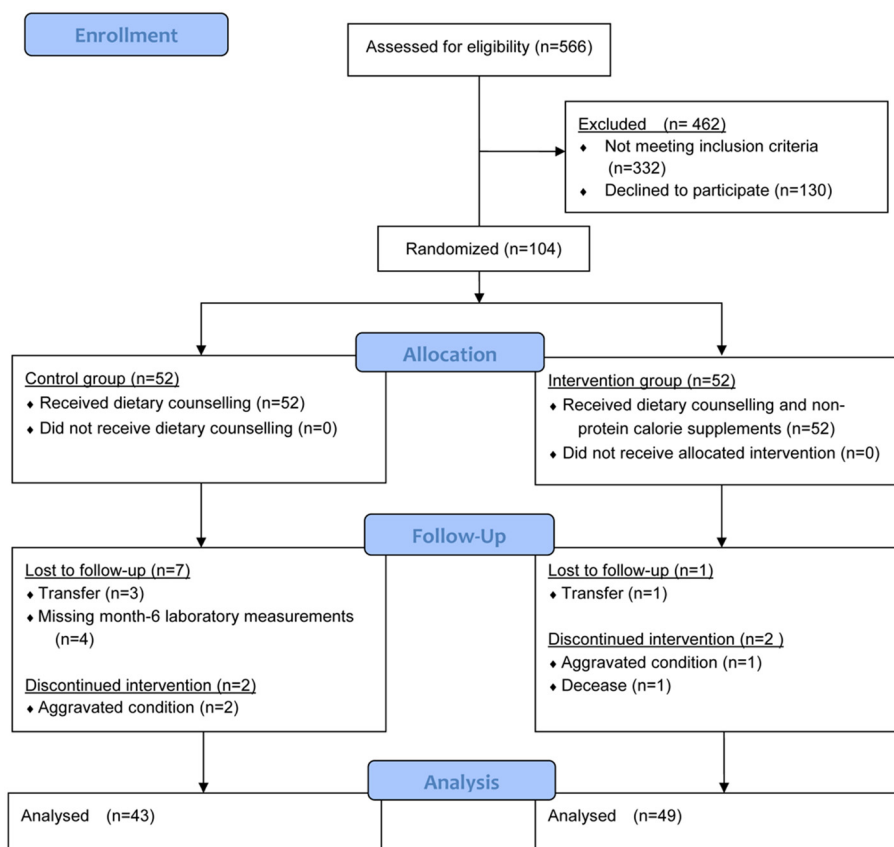 Enrollment
Assessed for eligibility (n=566)
Excluded (n= 462)
♦ Not meeting inclusion criteria
(n=332)
♦ Declined to participate (n=130)
Randomized (n=104)
Allocation
Control group (n=52)
♦ Received dietary counselling (n=52)
♦ Did not receive dietary counselling (n=0)
Intervention group (n=52)
♦ Received dietary counselling and non-
protein calorie supplements (n=52)
♦ Did not receive allocated intervention (n=0)
Follow-Up
Lost to follow-up (n=7)
♦ Transfer (n=3)
♦ Missing month-6 laboratory measurements
(n=4)
Discontinued intervention (n=2)
♦ Aggravated condition (n=2)
Lost to follow-up (n=1)
♦ Transfer (n=1)
Discontinued intervention (n=2 )
♦ Aggravated condition (n=1)
♦ Decease (n=1)
Analysis
Analysed (n=43)
Analysed (n=49)